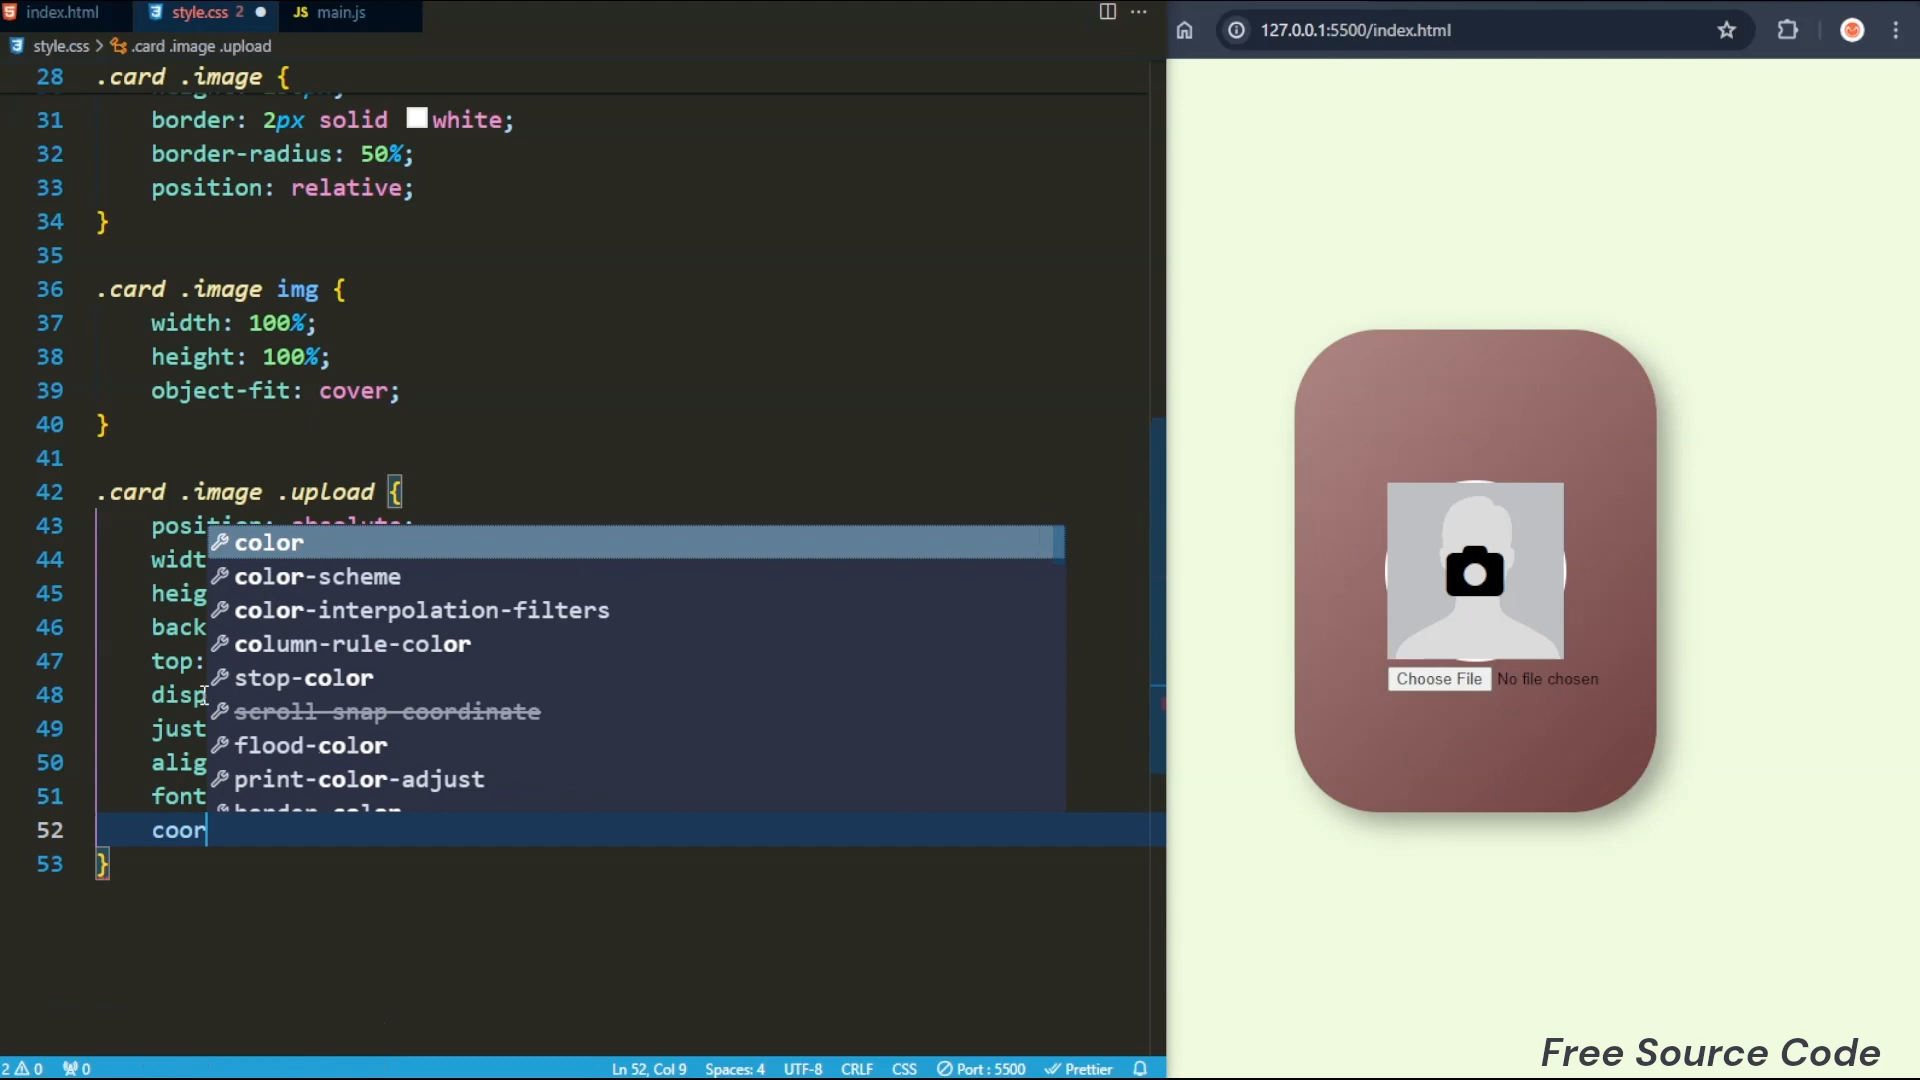 index.html
style.css 2
JS main.js
style.css > .card .image .upload
28 .card .image {
31 border: 2px solid white;
32 border-radius: 50%;
33 position: relative;
34 }
35
36 .card .image img {
37 width: 100%;
38 height: 100%;
39 object-fit: cover;
40 }
41
42 .card .image .upload {
43 position: absolute;
44 widt
45 heig
46 back
47 top:
48 disp
49 just
50 alig
51 font
52 coor
53 }
color
color-scheme
color-interpolation-filters
column-rule-color
stop-color
scroll-snap-coordinate
flood-color
print-color-adjust
border-color
2 0 0
Ln 52, Col 9 Spaces: 4 UTF-8 CRLF CSS Port : 5500 Prettier
127.0.0.1:5500/index.html
Choose File No file chosen
Free Source Code